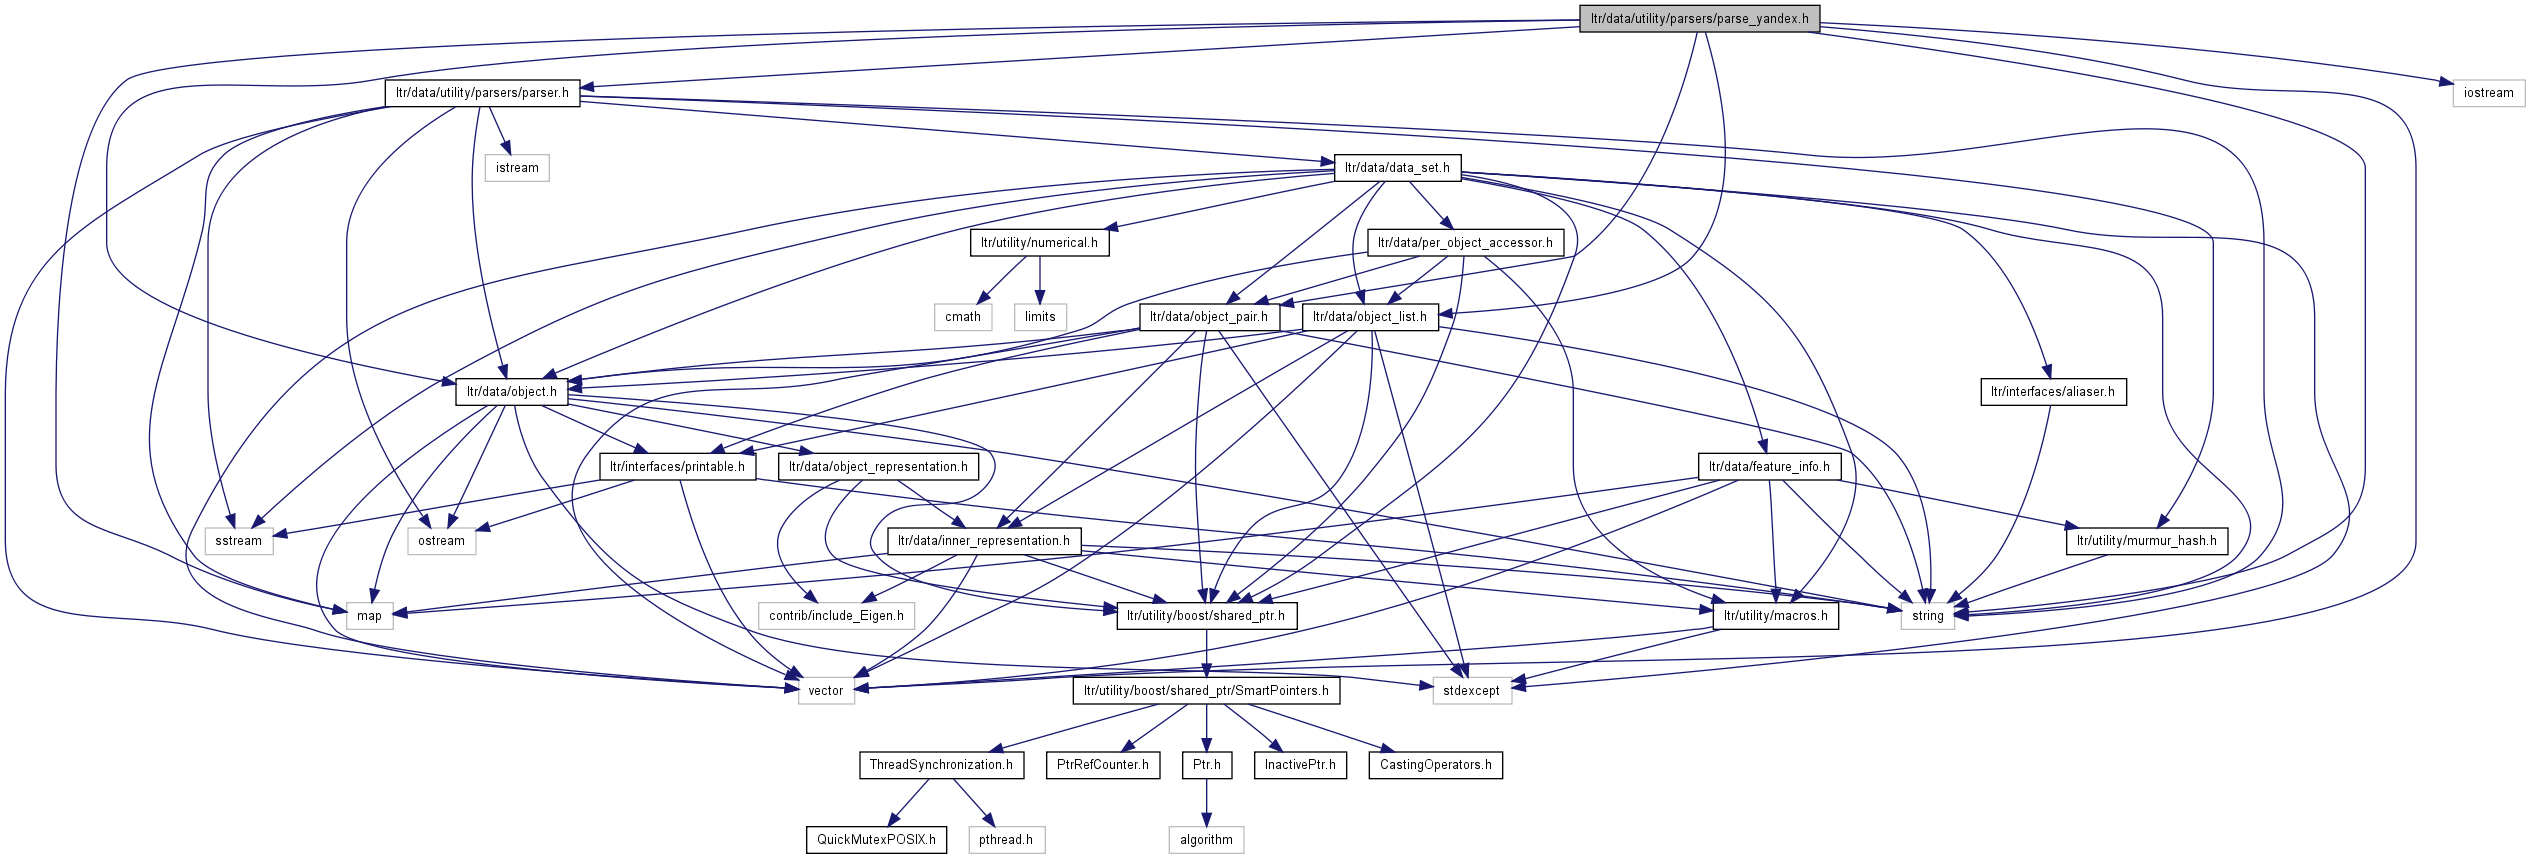 ltr/data/utility/parsers/parse_yandex.h
ltr/data/utility/parsers/parser.h
iostream
istream
ltr/data/data_set.h
ltr/utility/numerical.h
ltr/data/per_object_accessor.h
cmath
limits
ltr/data/object_pair.h
ltr/data/object_list.h
ltr/data/object.h
ltr/interfaces/aliaser.h
ltr/interfaces/printable.h
ltr/data/object_representation.h
ltr/data/feature_info.h
sstream
ostream
ltr/data/inner_representation.h
ltr/utility/murmur_hash.h
map
contrib/include_Eigen.h
ltr/utility/boost/shared_ptr.h
ltr/utility/macros.h
string
vector
ltr/utility/boost/shared_ptr/SmartPointers.h
stdexcept
ThreadSynchronization.h
PtrRefCounter.h
Ptr.h
InactivePtr.h
CastingOperators.h
QuickMutexPOSIX.h
pthread.h
algorithm